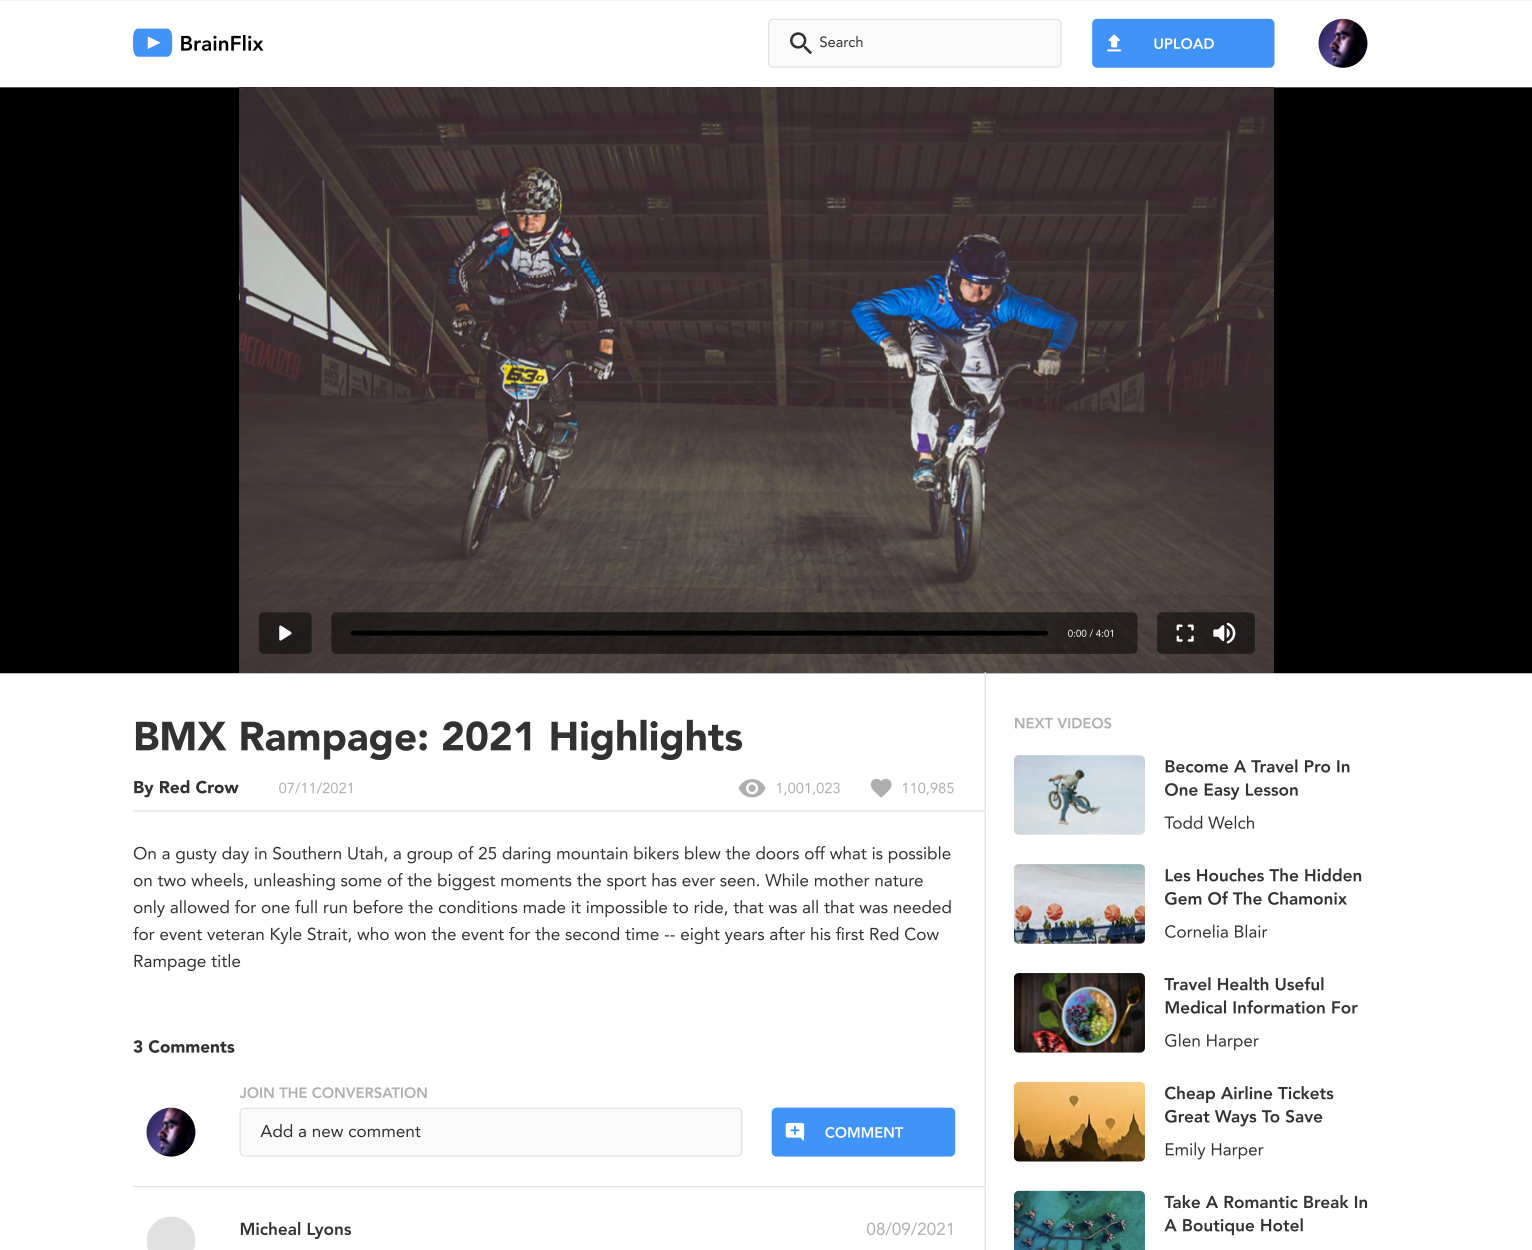 BrainFlix
Search
UPLOAD
SPECIALIZED
630
0:00 / 4:01
BMX Rampage: 2021 Highlights
By Red Crow
07/11/2021
1,001,023
110,985
On a gusty day in Southern Utah, a group of 25 daring mountain bikers blew the doors off what is possible
on two wheels, unleashing some of the biggest moments the sport has ever seen. While mother nature
only allowed for one full run before the conditions made it impossible to ride, that was all that was needed
for event veteran Kyle Strait, who won the event for the second time -- eight years after his first Red Cow
Rampage title
3 Comments
JOIN THE CONVERSATION
Add a new comment
COMMENT
Micheal Lyons
08/09/2021
NEXT VIDEOS
Become A Travel Pro In
One Easy Lesson
Todd Welch
Les Houches The Hidden
Gem Of The Chamonix
Cornelia Blair
Travel Health Useful
Medical Information For
Glen Harper
Cheap Airline Tickets
Great Ways To Save
Emily Harper
Take A Romantic Break In
A Boutique Hotel